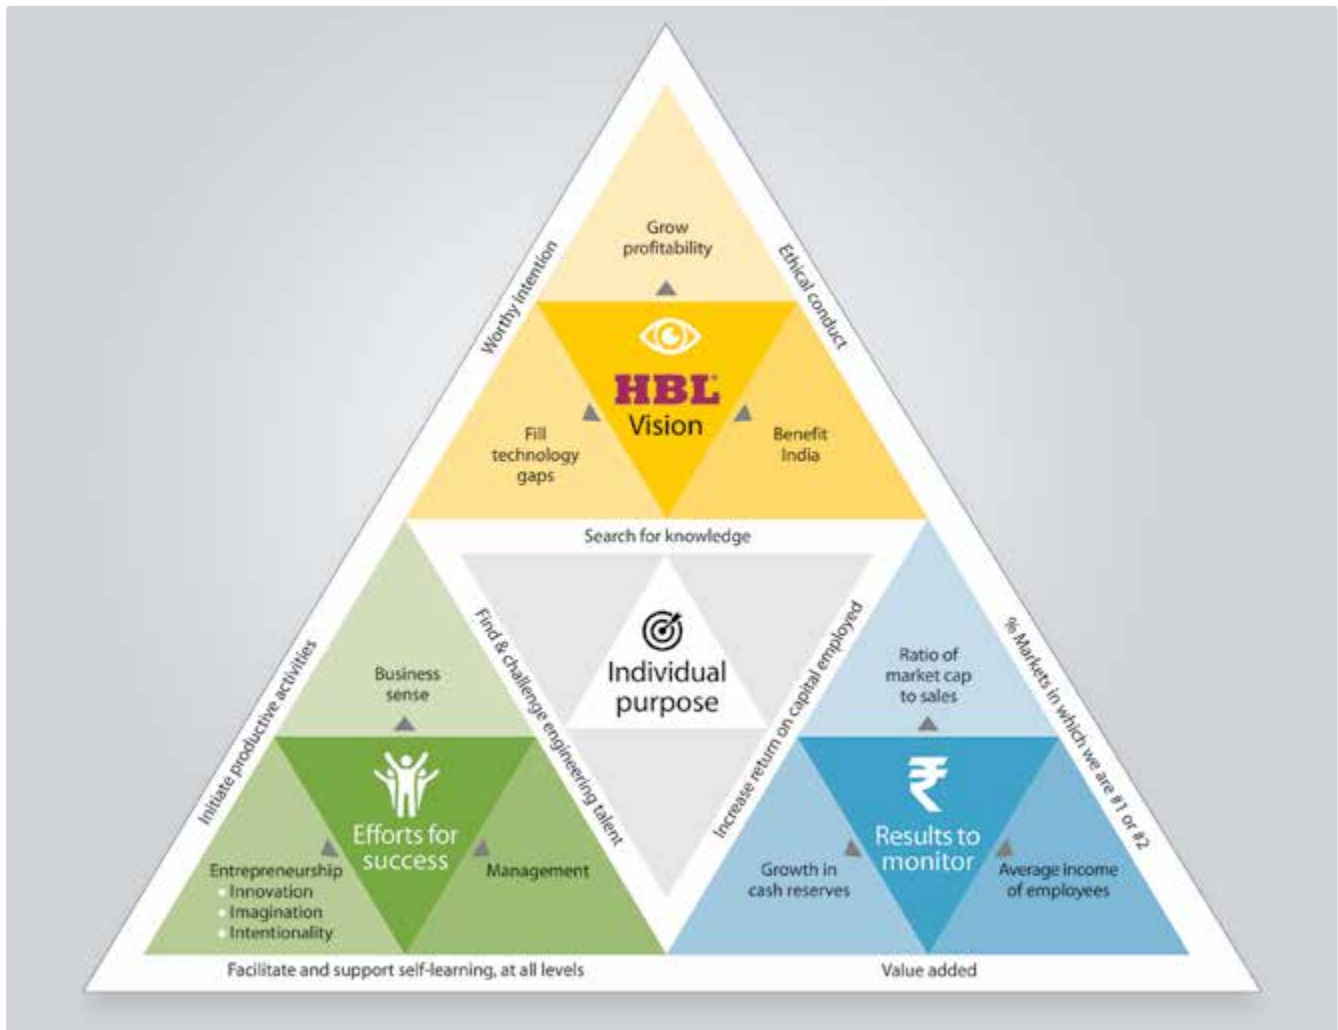 Grow
profitability
Worthy intention
Ethical conduct
HBL
Vision
Fill
technology
gaps
Benefit
India
Search for knowledge
Individual
purpose
Find & challenge engineering talent
Increase return on capital employed
Initiate productive activities
Business
sense
Efforts for
success
Entrepreneurship
• Innovation
• Imagination
• Intentionality
Management
Facilitate and support self-learning, at all levels
Ratio of
market cap
to sales
% Markets in which we are #1 or #2
₹
Results to
monitor
Growth in
cash reserves
Average income
of employees
Value added